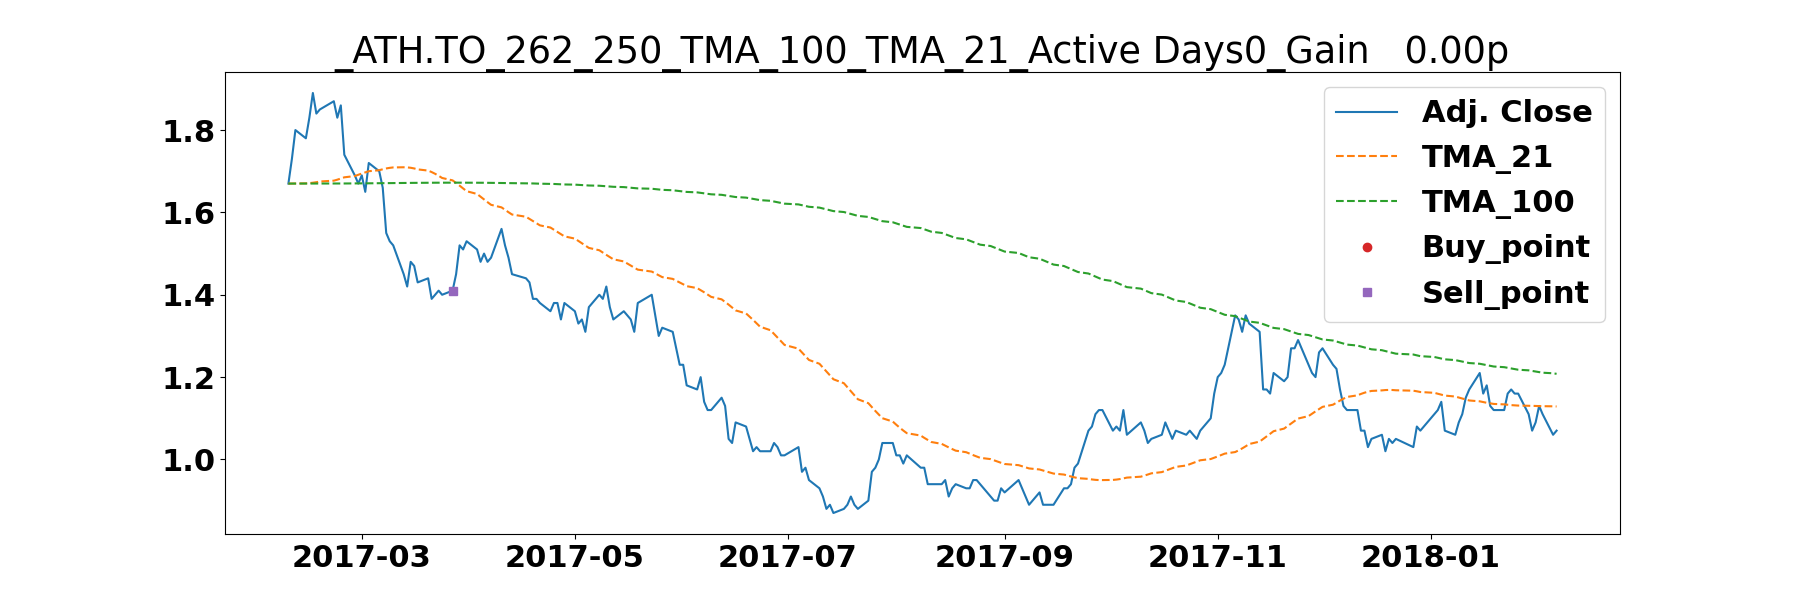 _ATH.TO_262_250_TMA_100_TMA_21_Active Days0_Gain   0.00p
Adj. Close
TMA_21
TMA_100
Buy_point
Sell_point
1.8
1.6
1.4
1.2
1.0
2017-03
2017-05
2017-07
2017-09
2017-11
2018-01